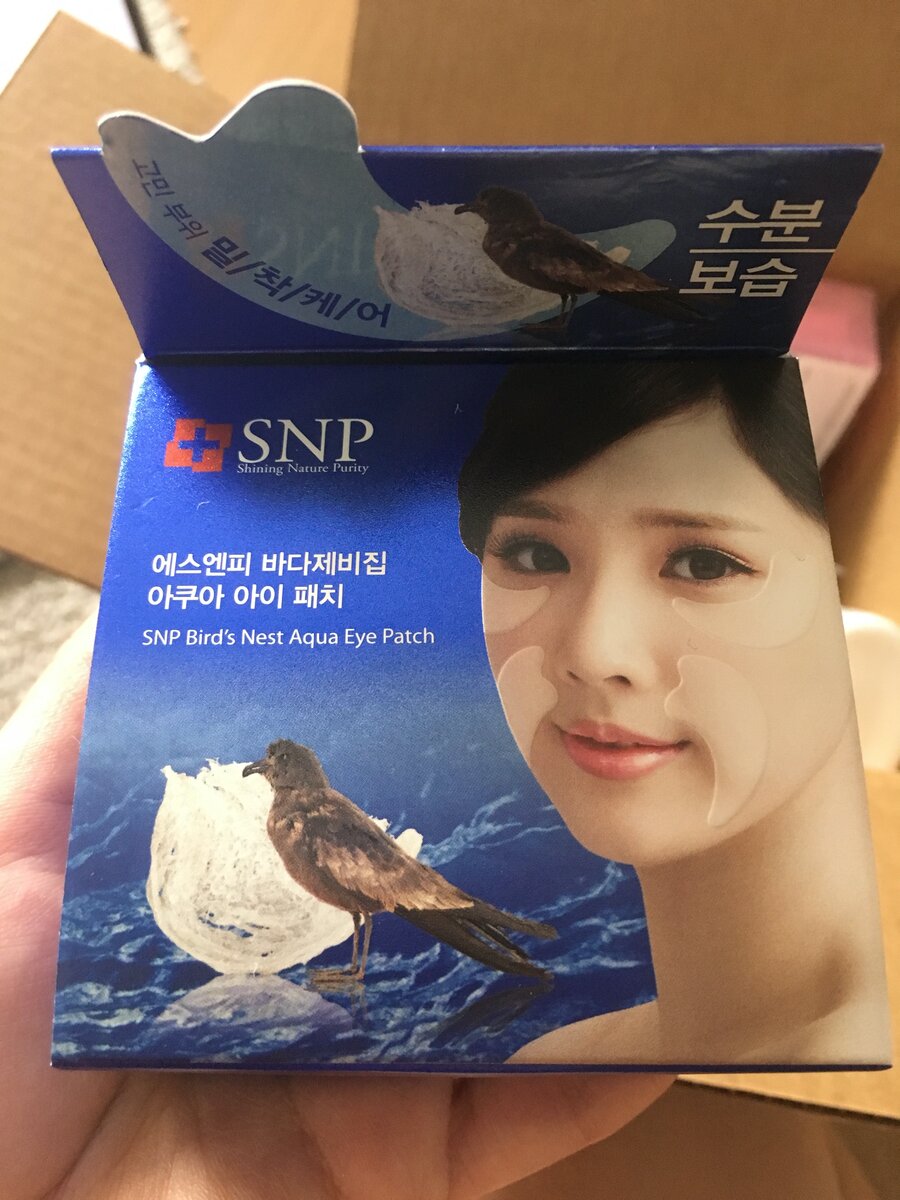 고민 부위 밀/착/케/어
수분
보습
SNP
Shining Nature Purity
에스엔피 바다제비집
아쿠아 아이 패치
SNP Bird's Nest Aqua Eye Patch